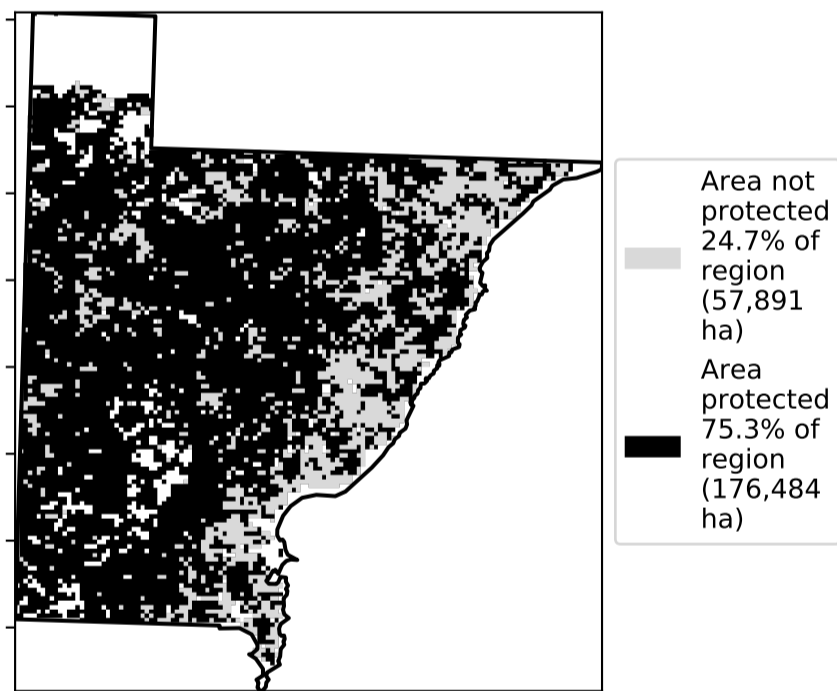 Area not
protected
24.7% of
region
(57,891
ha)
Area
protected
75.3% of
region
(176,484
ha)